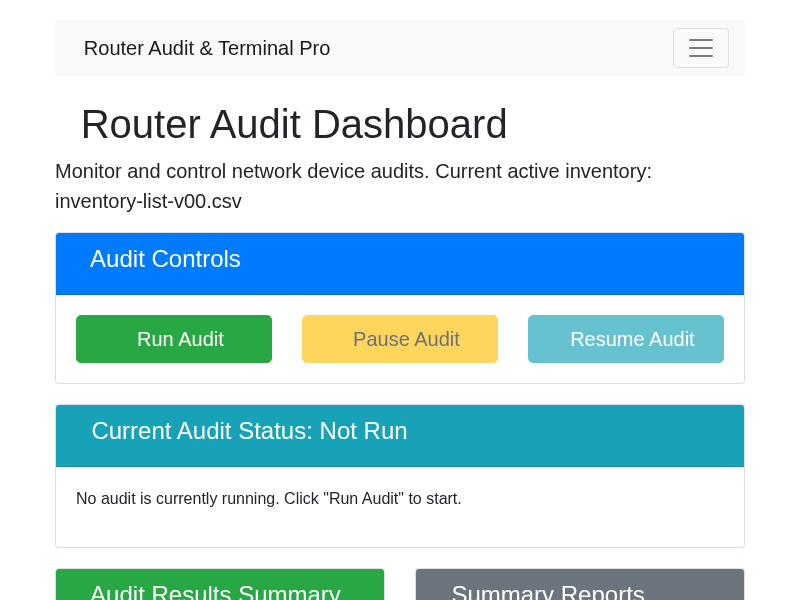 Router Audit & Terminal Pro
Router Audit Dashboard
Monitor and control network device audits. Current active inventory:
inventory-list-v00.csv
Audit Controls
Run Audit
Pause Audit
Resume Audit
Current Audit Status: Not Run
No audit is currently running. Click "Run Audit" to start.
Audit Results Summary
Summary Reports